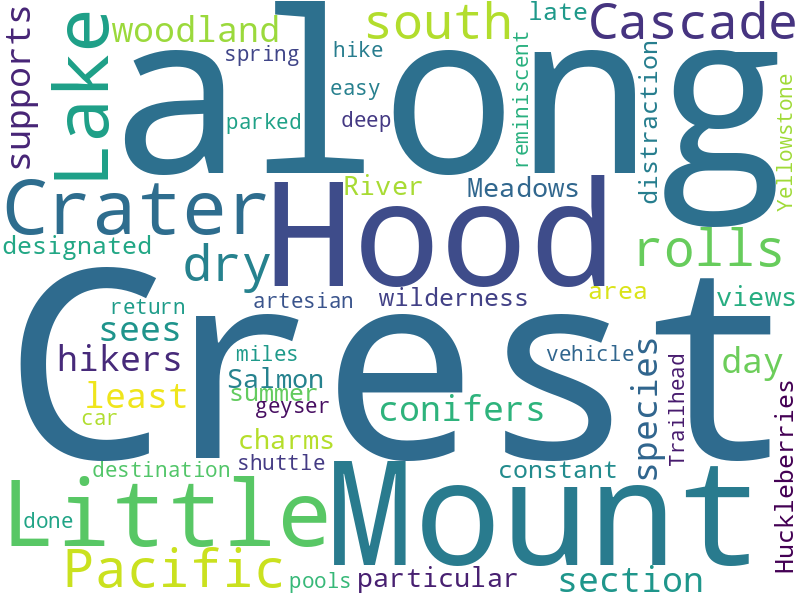 supports
Lake
woodland
along
spring
hike
easy
parked
deep
south
late
Cascade
reminiscent
distraction
Yellowstone
Crater
Hood
River
Meadows
designated
dry
rolls
artesian
wilderness
area
views
Crest
return
sees
hikers
miles
Salmon
least
summer
car
geyser
charms
shuttle
conifers
vehicle
species
Trailhead
day
Huckleberries
destination
constant
Little
done
Mount
Pacific
pools
particular
section